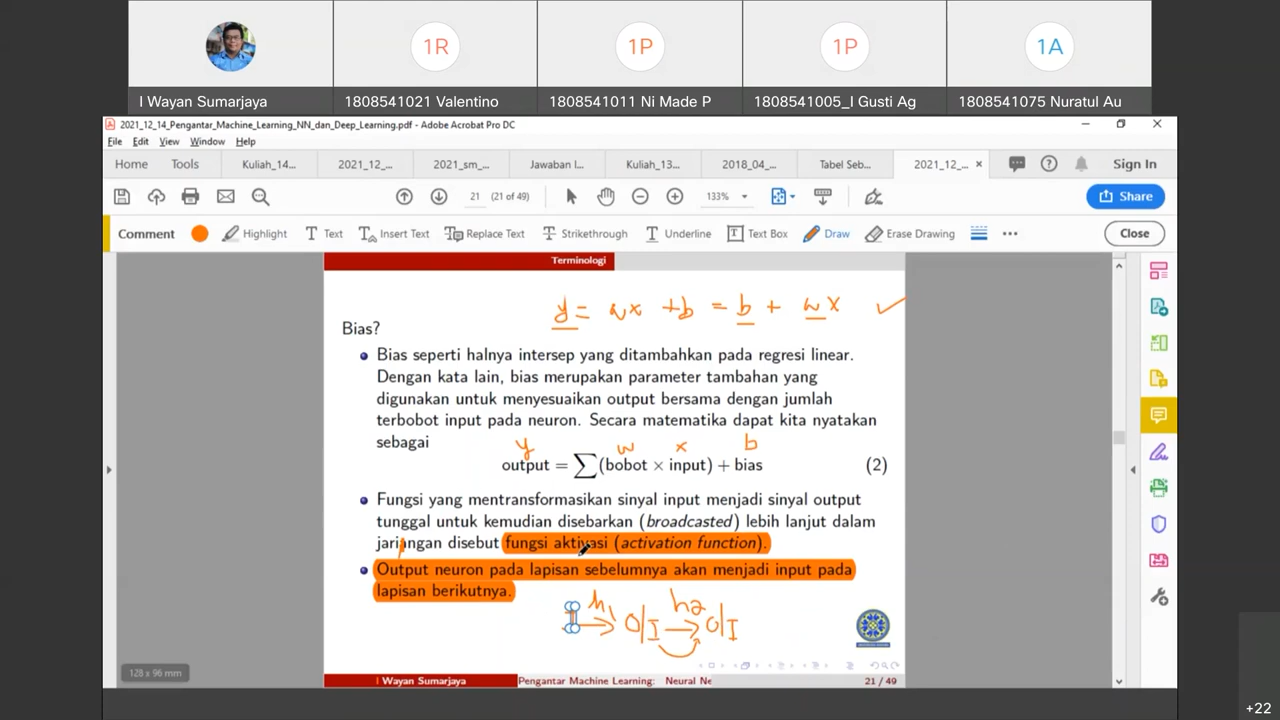 1R
1P
1P
1A
I Wayan Sumarjaya
1808541021 Valentino
1808541011 Ni Made P
1808541005_I Gusti Ag
1808541075 Nuratul Au
2021_12_14_Pengantar_Machine_Learning_NN_dan_Deep_Learning.pdf - Adobe Acrobat Pro DC
File Edit View Window Help
Home Tools Kuliah_14... 2021_12_... 2021_sm_... Jawaban I... Kuliah_13... 2018_04_... Tabel Seb... 2021_12_... × Sign In
21 (21 of 49) 133% Share
Comment Highlight Text Insert Text Replace Text Strikethrough Underline Text Box Draw Erase Drawing Close
Terminologi
y = wx + b = b + wx ✓
Bias?
Bias seperti halnya intersep yang ditambahkan pada regresi linear.
Dengan kata lain, bias merupakan parameter tambahan yang
digunakan untuk menyesuaikan output bersama dengan jumlah
terbobot input pada neuron. Secara matematika dapat kita nyatakan
sebagai
y w x b
output = ∑(bobot × input) + bias (2)
Fungsi yang mentransformasikan sinyal input menjadi sinyal output
tunggal untuk kemudian disebarkan (broadcasted) lebih lanjut dalam
jaringan disebut fungsi aktivasi (activation function).
Output neuron pada lapisan sebelumnya akan menjadi input pada
lapisan berikutnya.
h1 h2
I → O/I → O/I
128 x 96 mm
I Wayan Sumarjaya Pengantar Machine Learning: Neural Ne 21 / 49
+22